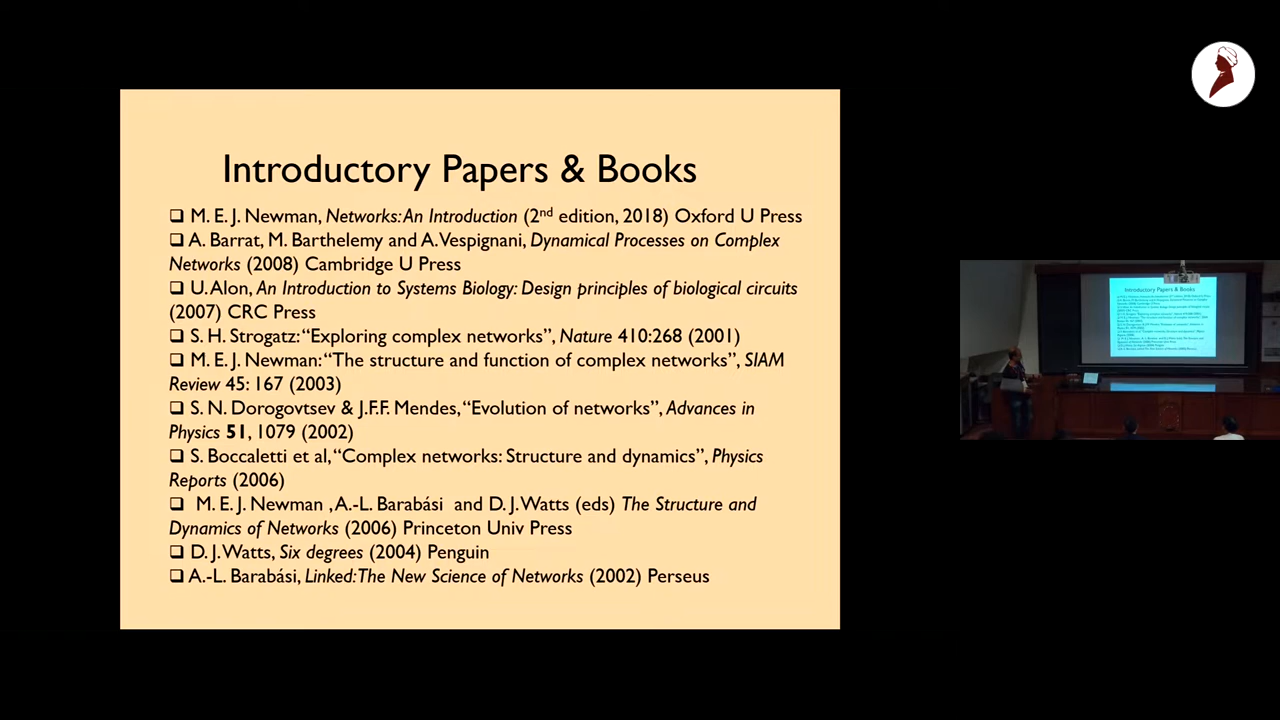 Introductory Papers & Books
❑ M. E. J. Newman, Networks: An Introduction (2nd edition, 2018) Oxford U Press
❑ A. Barrat, M. Barthelemy and A. Vespignani, Dynamical Processes on Complex
Networks (2008) Cambridge U Press
❑ U. Alon, An Introduction to Systems Biology: Design principles of biological circuits
(2007) CRC Press
❑ S. H. Strogatz: “Exploring complex networks”, Nature 410:268 (2001)
❑ M. E. J. Newman: “The structure and function of complex networks”, SIAM
Review 45: 167 (2003)
❑ S. N. Dorogovtsev & J.F.F. Mendes, “Evolution of networks”, Advances in
Physics 51, 1079 (2002)
❑ S. Boccaletti et al, “Complex networks: Structure and dynamics”, Physics
Reports (2006)
❑ M. E. J. Newman , A.-L. Barabási and D. J. Watts (eds) The Structure and
Dynamics of Networks (2006) Princeton Univ Press
❑ D. J. Watts, Six degrees (2004) Penguin
❑ A.-L. Barabási, Linked: The New Science of Networks (2002) Perseus
Introductory Papers & Books